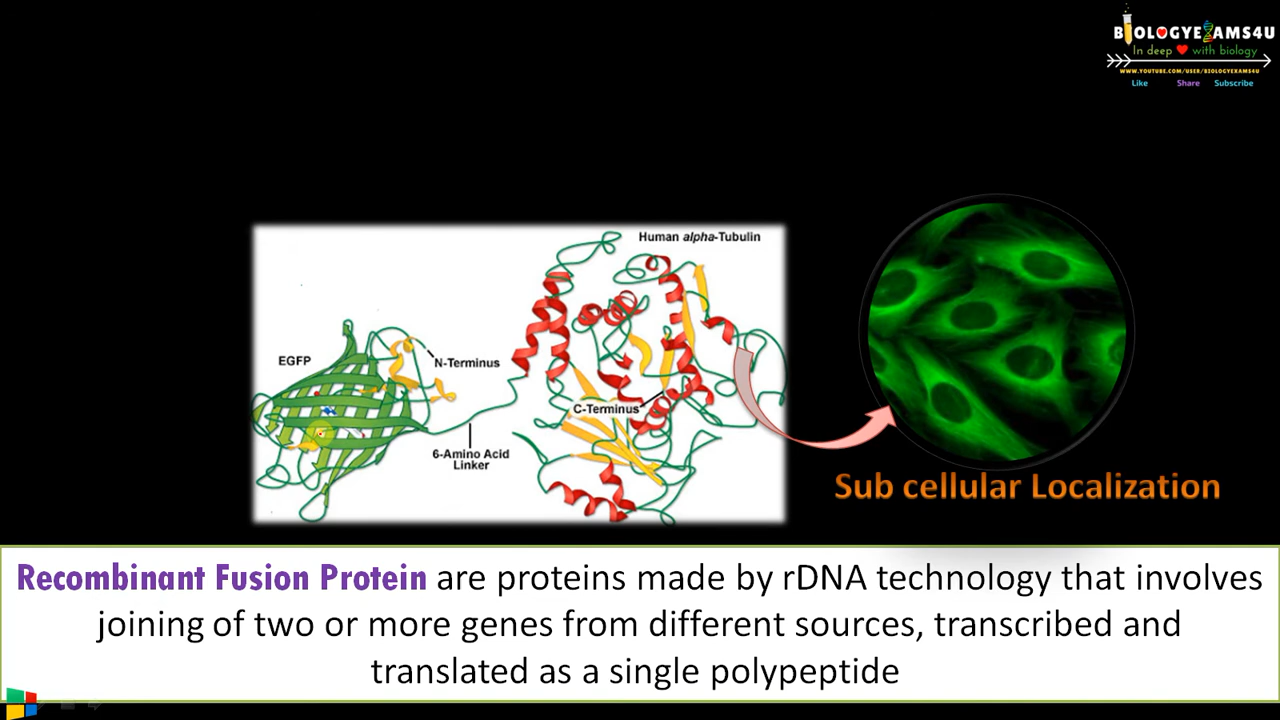 BIOLOGYEXAMS4U
In deep with biology
WWW.YOUTUBE.COM/USER/BIOLOGYEXAMS4U
Like Share Subscribe
Human alpha-Tubulin
EGFP
N-Terminus
C-Terminus
6-Amino Acid
Linker
Sub cellular Localization
Recombinant Fusion Protein are proteins made by rDNA technology that involves
joining of two or more genes from different sources, transcribed and
translated as a single polypeptide